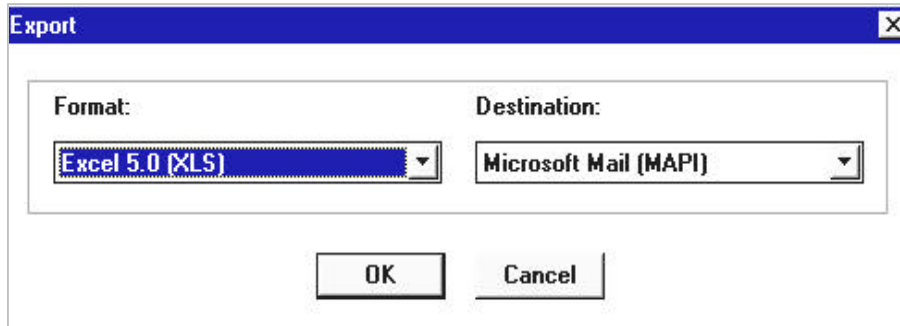 Export
Format:
Destination:
Excel 5.0 (XLS)
Microsoft Mail (MAPI)
OK
Cancel